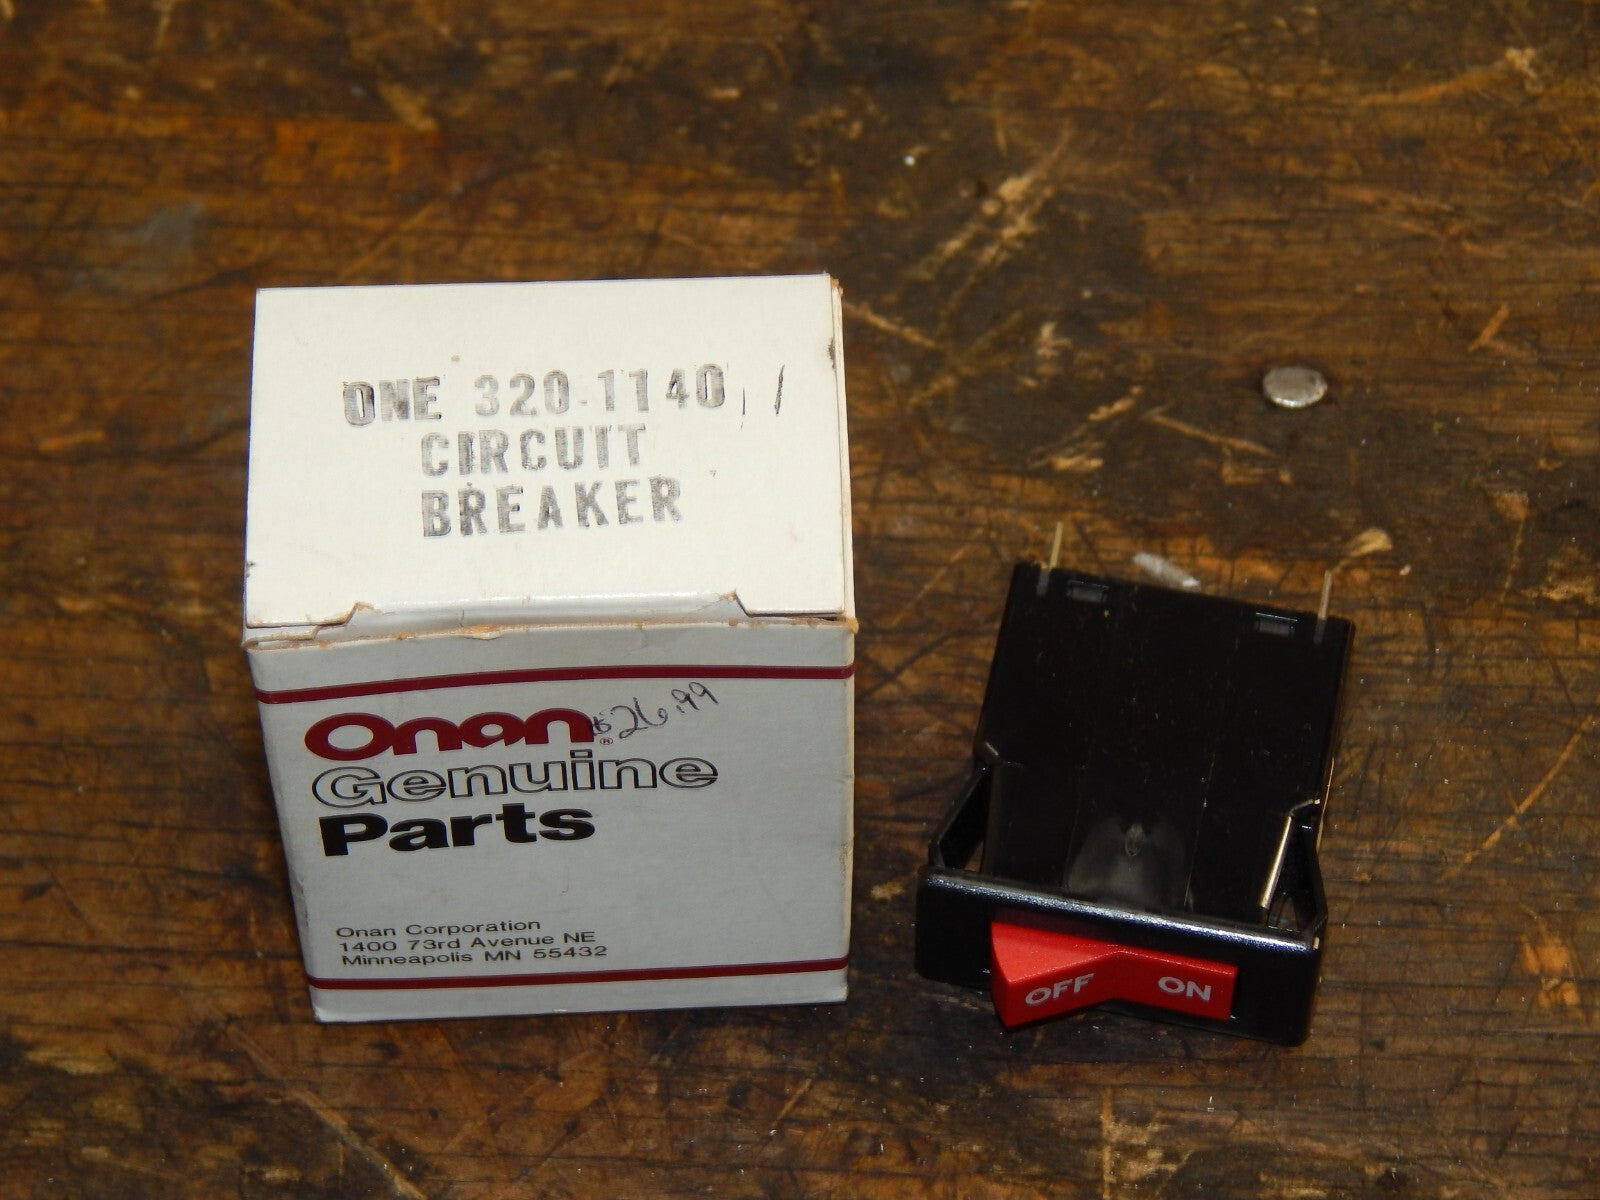 ONE 320-1140
CIRCUIT
BREAKER
Onan®
26.99
Genuine
Parts
Onan Corporation
1400 73rd Avenue NE
Minneapolis MN 55432
OFF ON